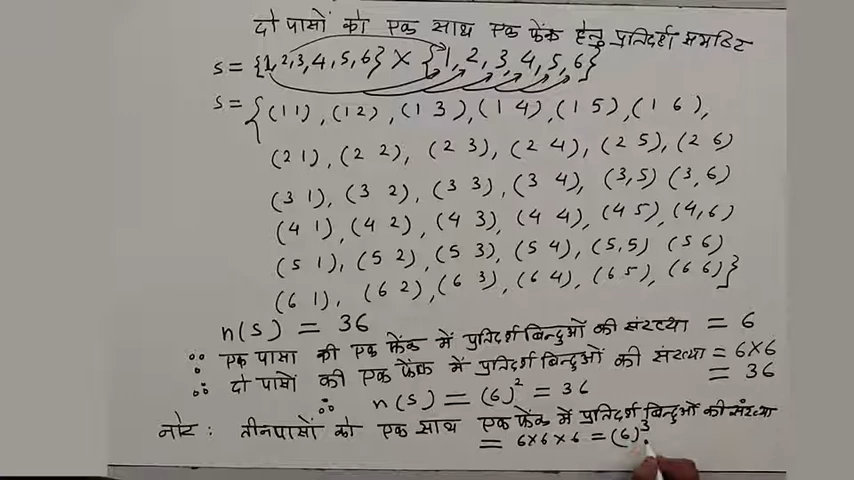 दो पासों को एक साथ एक फेंक हेतु प्रतिदर्श समष्टि
S = {1,2,3,4,5,6} × {1,2,3,4,5,6}
S = {(1 1),(1 2),(1 3),(1 4),(1 5),(1 6),
(2 1),(2 2),(2 3),(2 4),(2 5),(2 6)
(3 1),(3 2),(3 3),(3 4),(3,5)(3,6)
(4 1),(4 2),(4 3),(4 4),(4 5),(4,6)
(5 1),(5 2),(5 3),(5 4),(5,5)(5 6)
(6 1),(6 2),(6 3),(6 4),(6 5),(6 6)}
n(S) = 36
∵ एक पासा की एक फेंक में प्रतिदर्श बिन्दुओं की संख्या = 6
∴ दो पासों की एक फेंक में प्रतिदर्श बिन्दुओं की संख्या = 6×6
= 36
∴ n(S) = (6)² = 36
नोट : तीन पासों को एक साथ एक फेंक में प्रतिदर्श बिन्दुओं की संख्या
= 6×6×6 = (6)³